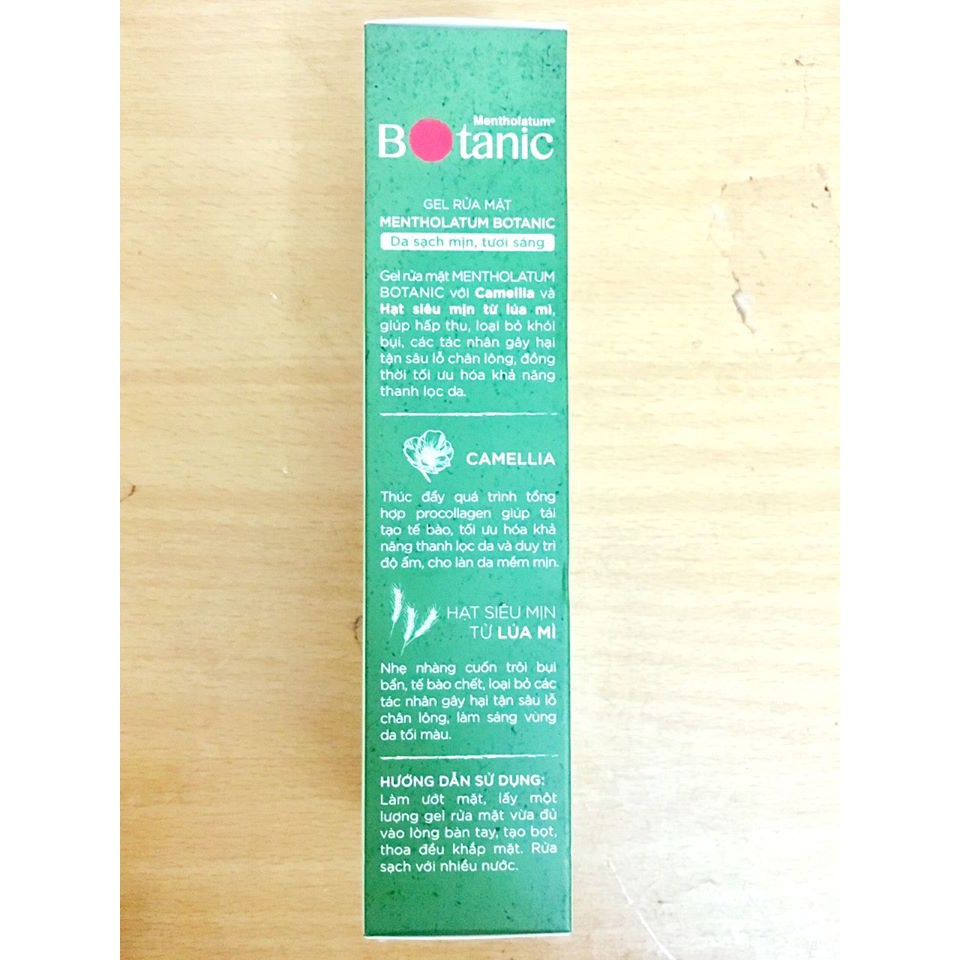 Mentholatum®
Botanic
GEL RỬA MẶT
MENTHOLATUM BOTANIC
Da sạch mịn, tươi sáng
Gel rửa mặt MENTHOLATUM
BOTANIC với Camellia và
Hạt siêu mịn từ lúa mì,
giúp hấp thu, loại bỏ khói
bụi, các tác nhân gây hại
tận sâu lỗ chân lông, đồng
thời tối ưu hóa khả năng
thanh lọc da.
CAMELLIA
Thúc đẩy quá trình tổng
hợp procollagen giúp tái
tạo tế bào, tối ưu hóa khả
năng thanh lọc da và duy trì
độ ẩm, cho làn da mềm mịn.
HẠT SIÊU MỊN
TỪ LÚA MÌ
Nhẹ nhàng cuốn trôi bụi
bẩn, tế bào chết, loại bỏ các
tác nhân gây hại tận sâu lỗ
chân lông, làm sáng vùng
da tối màu.
HƯỚNG DẪN SỬ DỤNG:
Làm ướt mặt, lấy một
lượng gel rửa mặt vừa đủ
vào lòng bàn tay, tạo bọt,
thoa đều khắp mặt. Rửa
sạch với nhiều nước.